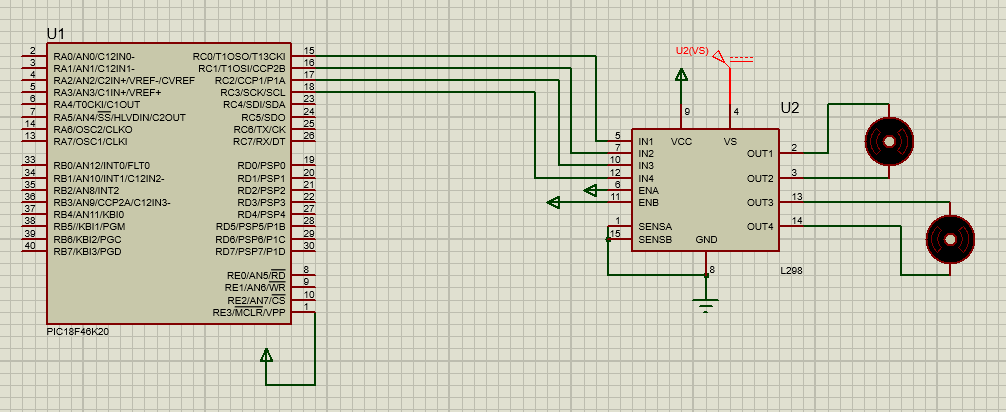 U1
2 RA0/AN0/C12IN0- RC0/T1OSO/T13CKI 15
3 RA1/AN1/C12IN1- RC1/T1OSI/CCP2B 16
4 RA2/AN2/C2IN+/VREF-/CVREF RC2/CCP1/P1A 17
5 RA3/AN3/C1IN+/VREF+ RC3/SCK/SCL 18
6 RA4/T0CKI/C1OUT RC4/SDI/SDA 23
7 RA5/AN4/SS/HLVDIN/C2OUT RC5/SDO 24
14 RA6/OSC2/CLKO RC6/TX/CK 25
13 RA7/OSC1/CLKI RC7/RX/DT 26
33 RB0/AN12/INT0/FLT0 RD0/PSP0 19
34 RB1/AN10/INT1/C12IN2- RD1/PSP1 20
35 RB2/AN8/INT2 RD2/PSP2 21
36 RB3/AN9/CCP2A/C12IN3- RD3/PSP3 22
37 RB4/AN11/KBI0 RD4/PSP4 27
38 RB5//KBI1/PGM RD5/PSP5/P1B 28
39 RB6/KBI2/PGC RD6/PSP6/P1C 29
40 RB7/KBI3/PGD RD7/PSP7/P1D 30
RE0/AN5/RD 8
RE1/AN6/WR 9
RE2/AN7/CS 10
RE3/MCLR/VPP 1
PIC18F46K20
U2(VS)
U2
9 4
VCC VS
5 IN1
7 IN2
10 IN3
12 IN4
6 ENA
11 ENB
1 SENSA
15 SENSB
GND
8
OUT1 2
OUT2 3
OUT3 13
OUT4 14
L298